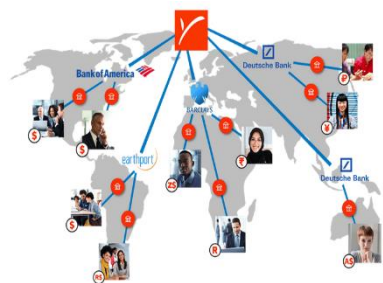 Bank of America
Deutsche Bank
₽
BARCLAYS
¥
$
$
earthport
₹
Z$
Deutsche Bank
$
R
A$
R$